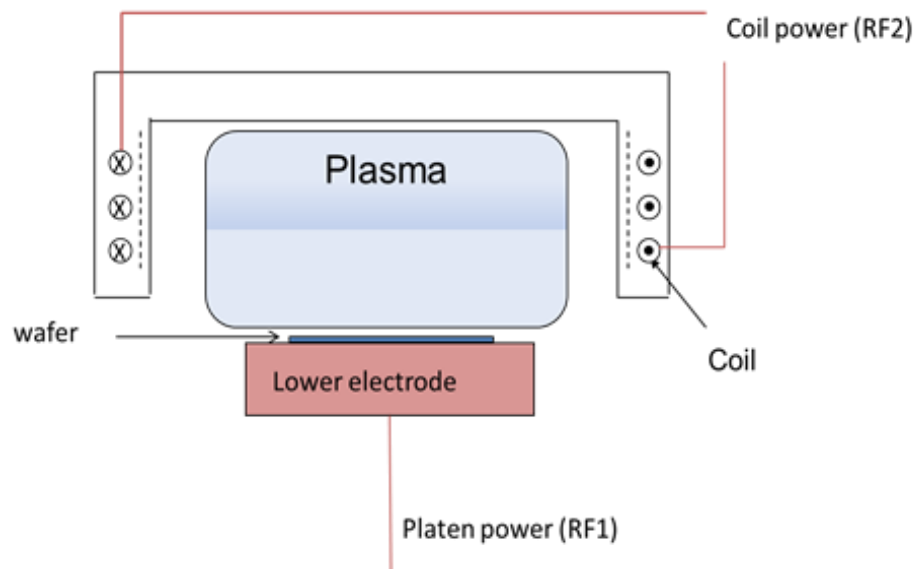 Coil power (RF2)
Plasma
wafer
Lower electrode
Coil
Platen power (RF1)